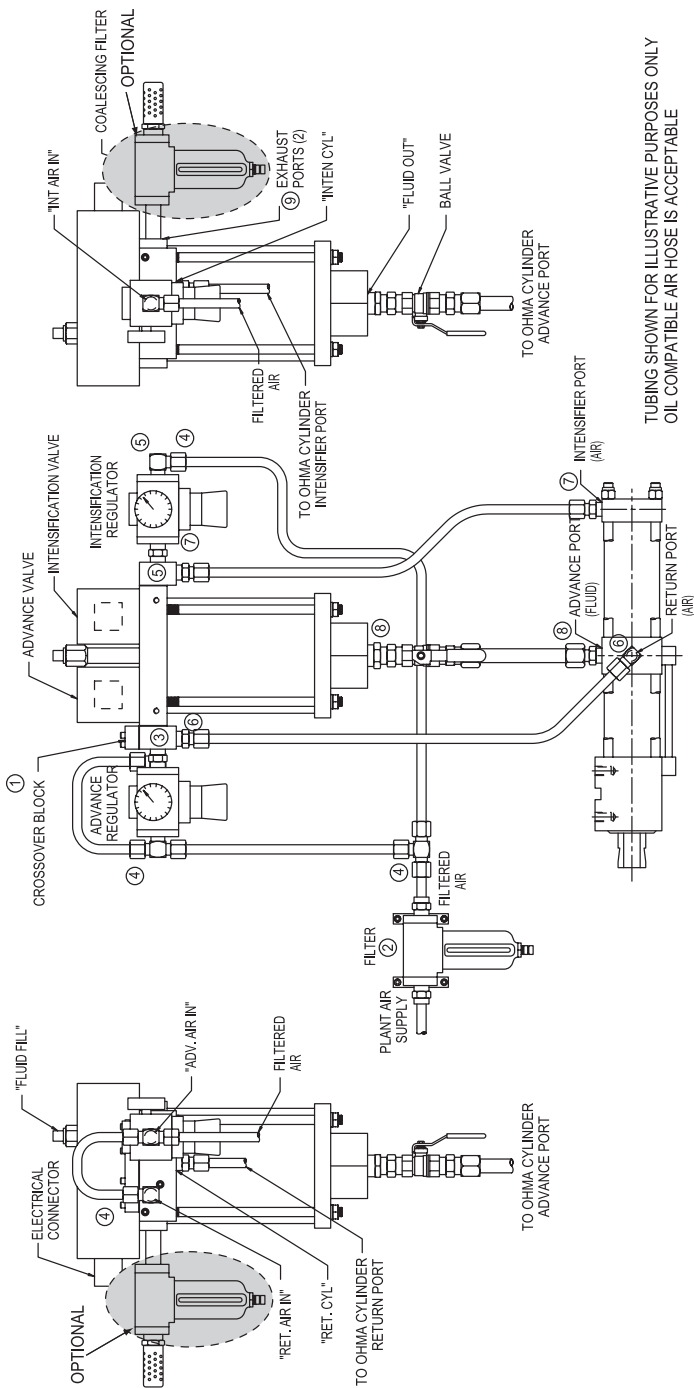 "FLUID FILL"
ELECTRICAL
CONNECTOR
④
OPTIONAL
"ADV. AIR IN"
FILTERED
AIR
"RET. AIR IN"
"RET. CYL"
TO OHMA CYLINDER
RETURN PORT
TO OHMA CYLINDER
ADVANCE PORT
①
CROSSOVER BLOCK
ADVANCE VALVE
INTENSIFICATION VALVE
ADVANCE
REGULATOR
③
④
⑥
INTENSIFICATION
REGULATOR
⑤
⑤
④
⑦
⑧
④
FILTERED
AIR
FILTER
②
PLANT AIR
SUPPLY
⑧
ADVANCE PORT
(FLUID)
⑦
INTENSIFIER PORT
(AIR)
⑥
RETURN PORT
(AIR)
COALESCING FILTER
OPTIONAL
"INT AIR IN"
⑨ EXHAUST
PORTS (2)
"INTEN CYL"
FILTERED
AIR
TO OHMA CYLINDER
INTENSIFIER PORT
"FLUID OUT"
BALL VALVE
TO OHMA CYLINDER
ADVANCE PORT
TUBING SHOWN FOR ILLUSTRATIVE PURPOSES ONLY
OIL COMPATIBLE AIR HOSE IS ACCEPTABLE